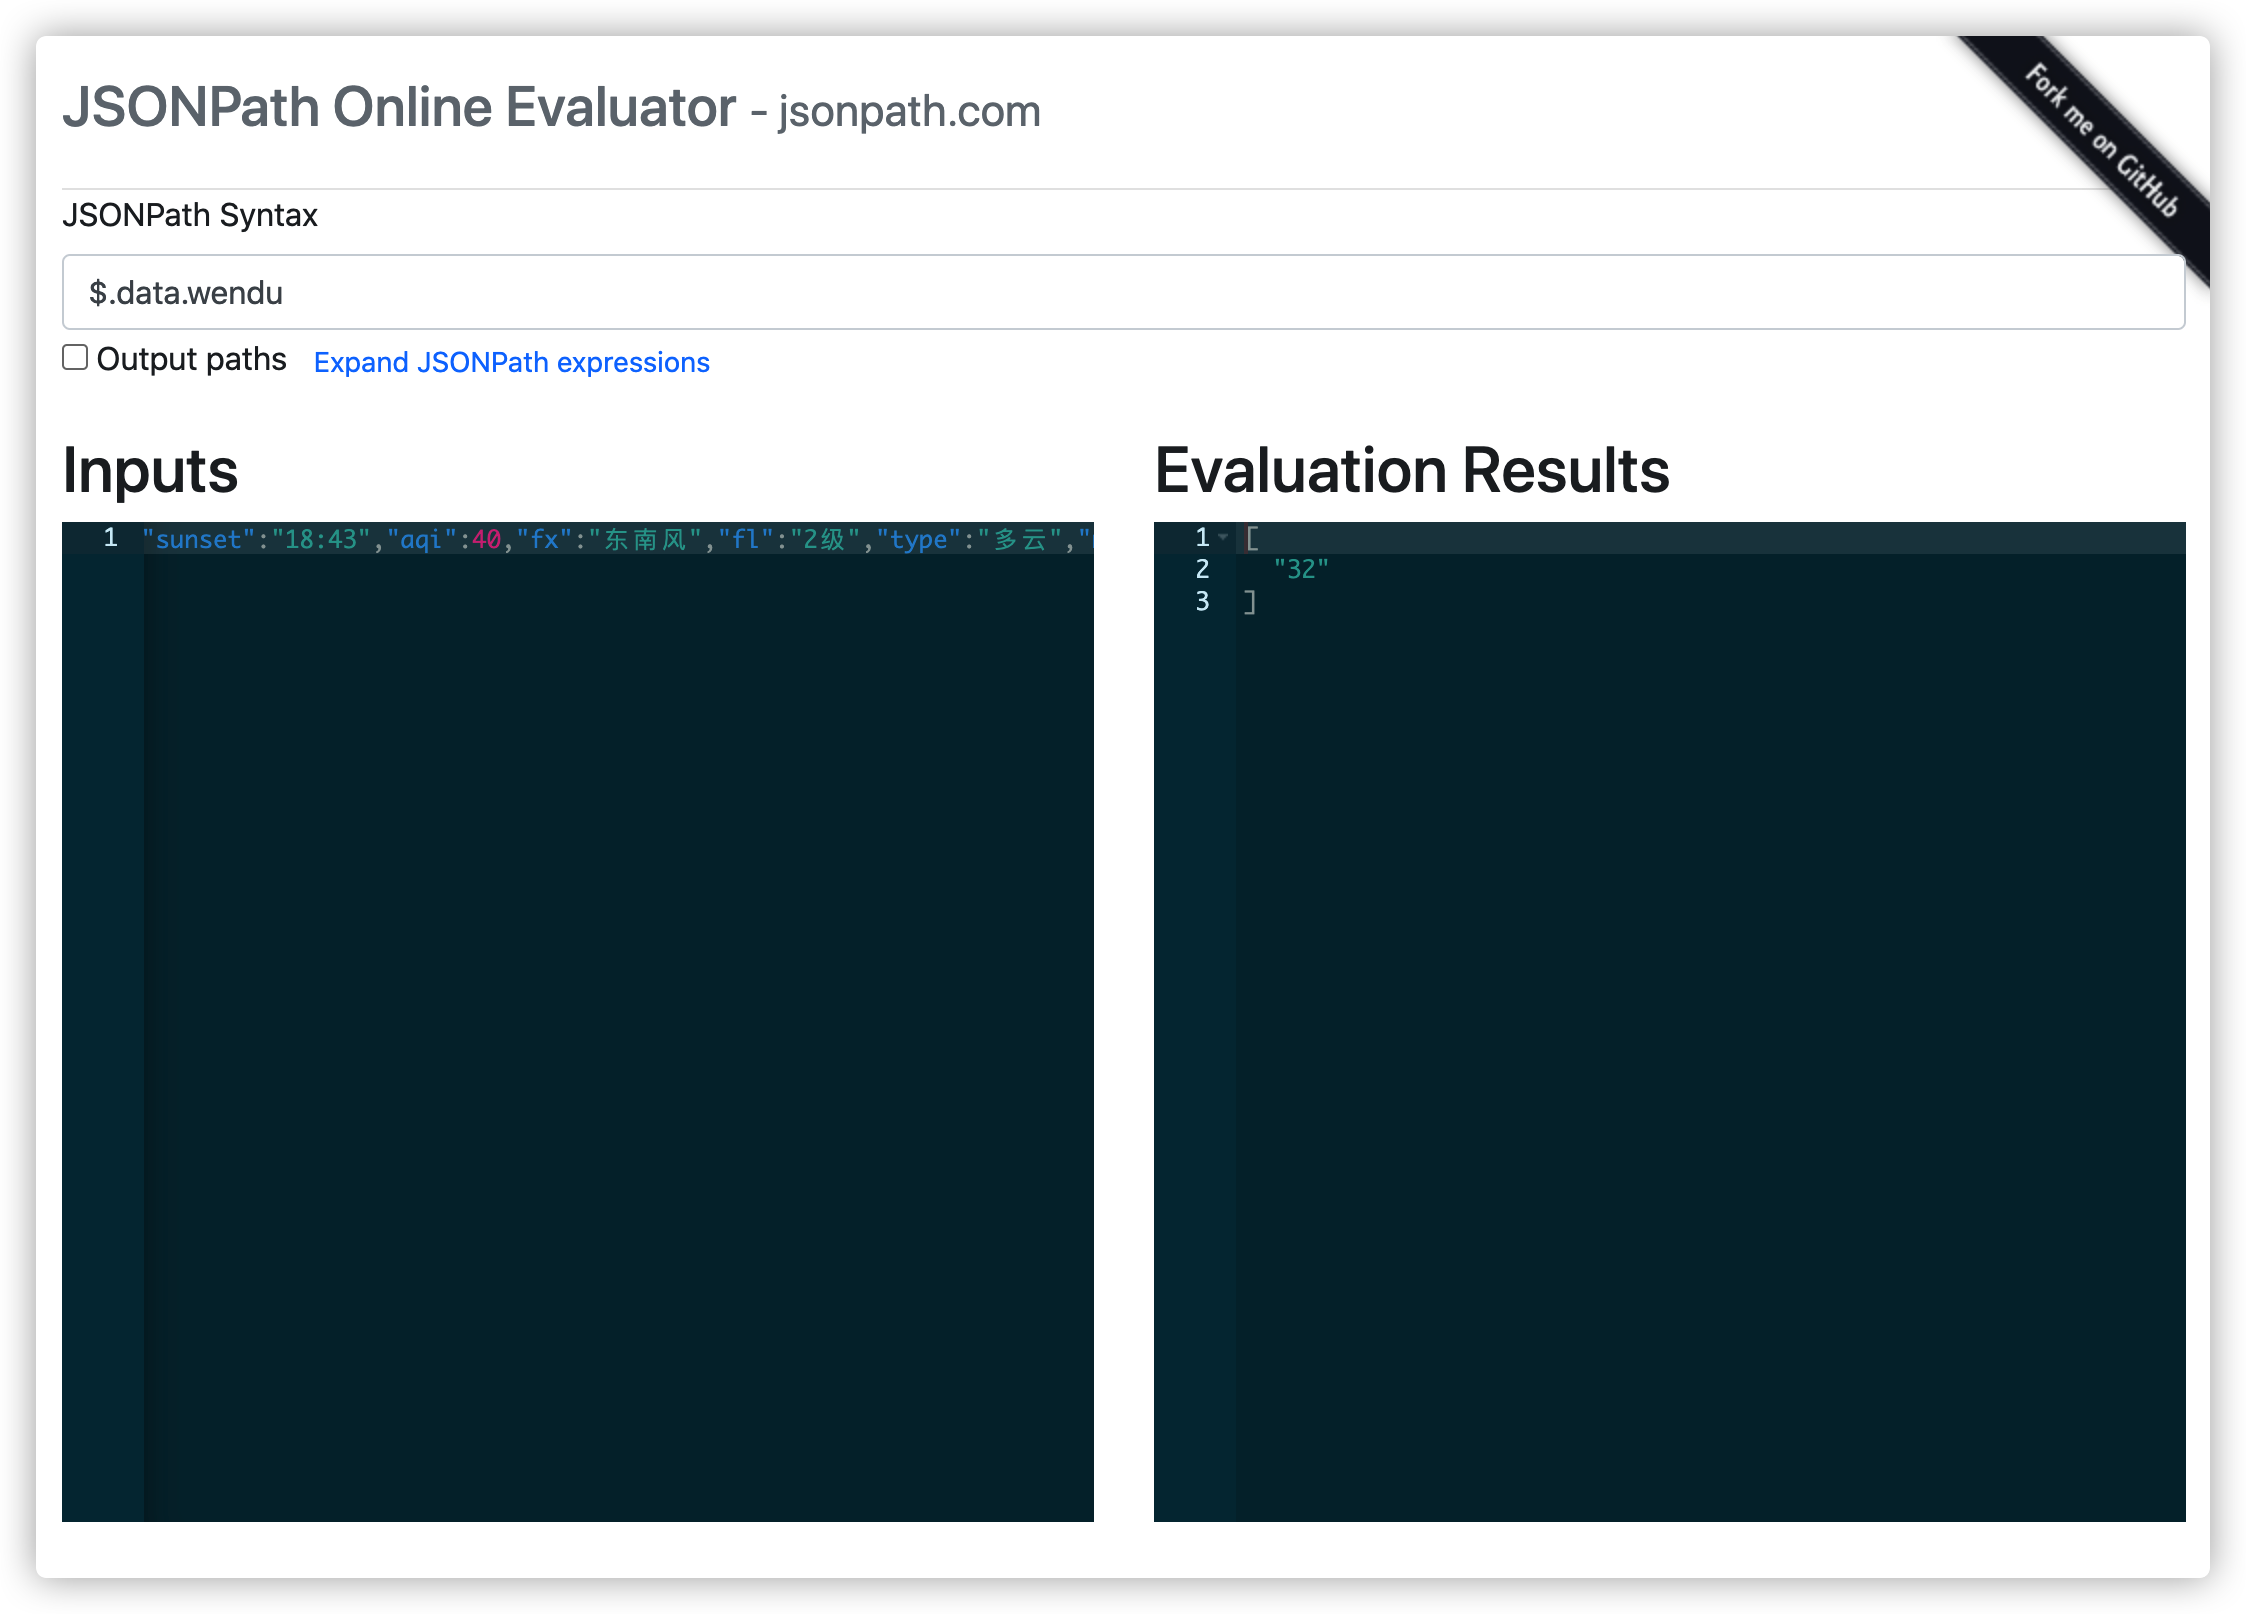 JSONPath Online Evaluator - jsonpath.com
Fork me on GitHub
JSONPath Syntax
$.data.wendu
Output paths Expand JSONPath expressions
Inputs
1 "sunset":"18:43","aqi":40,"fx":"东南风","fl":"2级","type":"多云","
Evaluation Results
1 [
2 "32"
3 ]